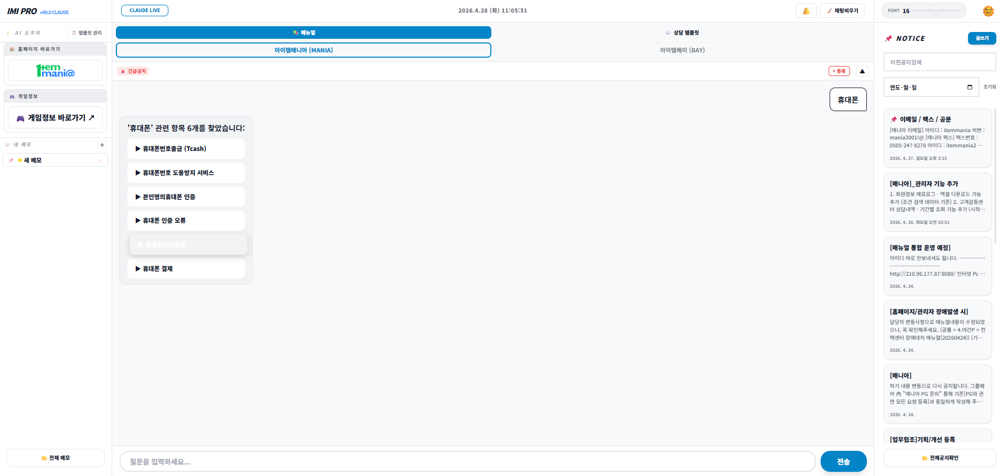 IMI PRO v49.0 CLAUDE
AI 도우미
템플릿 관리
홈페이지 바로가기
Item
mani@
게임정보
게임정보 바로가기 ↗
내 메모
+
새 메모
×
전체 메모
CLAUDE LIVE
2026.4.28 (화) 11:05:51
채팅비우기
매뉴얼
상담 템플릿
아이템매니아 (MANIA)
아이템베이 (BAY)
긴급공지
+ 등록
▲
휴대폰
'휴대폰' 관련 항목 6개를 찾았습니다:
▶ 휴대폰번호출금 (Tcash)
▶ 휴대폰번호 도용방지 서비스
▶ 본인명의휴대폰 인증
▶ 휴대폰 인증 오류
▶ 휴대폰ARS충전
▶ 휴대폰 결제
질문을 입력하세요...
전송
FONT 16
NOTICE
글쓰기
이전공지검색
연도-월-일
초기화
이메일 / 팩스 / 공문
[매니아 이메일] 아이디 : itemmania 비번 :
mania3001!@ [매니아 팩스] 팩스번호 :
0505-247-8278 아이디 : itemmania2 …
2026. 4. 27. 월요일 오후 3:15
[매니아]_관리자 기능 추가
1. 회원정보 메모로그 - 엑셀 다운로드 기능
추가 (조건 검색 데이터 기준) 2. 고객감동센
터 상담내역 - 기간별 조회 기능 추가 (시작…
2026. 4. 28. 화요일 오전 10:51
[매뉴얼 통합 운영 예정]
아이디 따로 안보내셔도 됩니다. --------------
---------------------------
http://210.96.177.87:8080/ 인터넷 Pc …
2026. 4. 24.
[홈페이지/관리자 장애발생 시]
담당자 변동사항으로 매뉴얼내용이 수정되었
으니, 꼭 확인해주세요. (공폴 > 4.야간P > 컨
택센터 장애대처 매뉴얼(20260424)) (기…
2026. 4. 24.
[매니아]
하기 내용 변동으로 다시 공지합니다. 그룹웨
어 內 "매니아 PG 문의" 통해 기존[PG와 관
련 모든 요청 등록]과 동일하게 작성해 주…
2026. 4. 24.
[업무협조]기획/개선 등록
전체공지확인